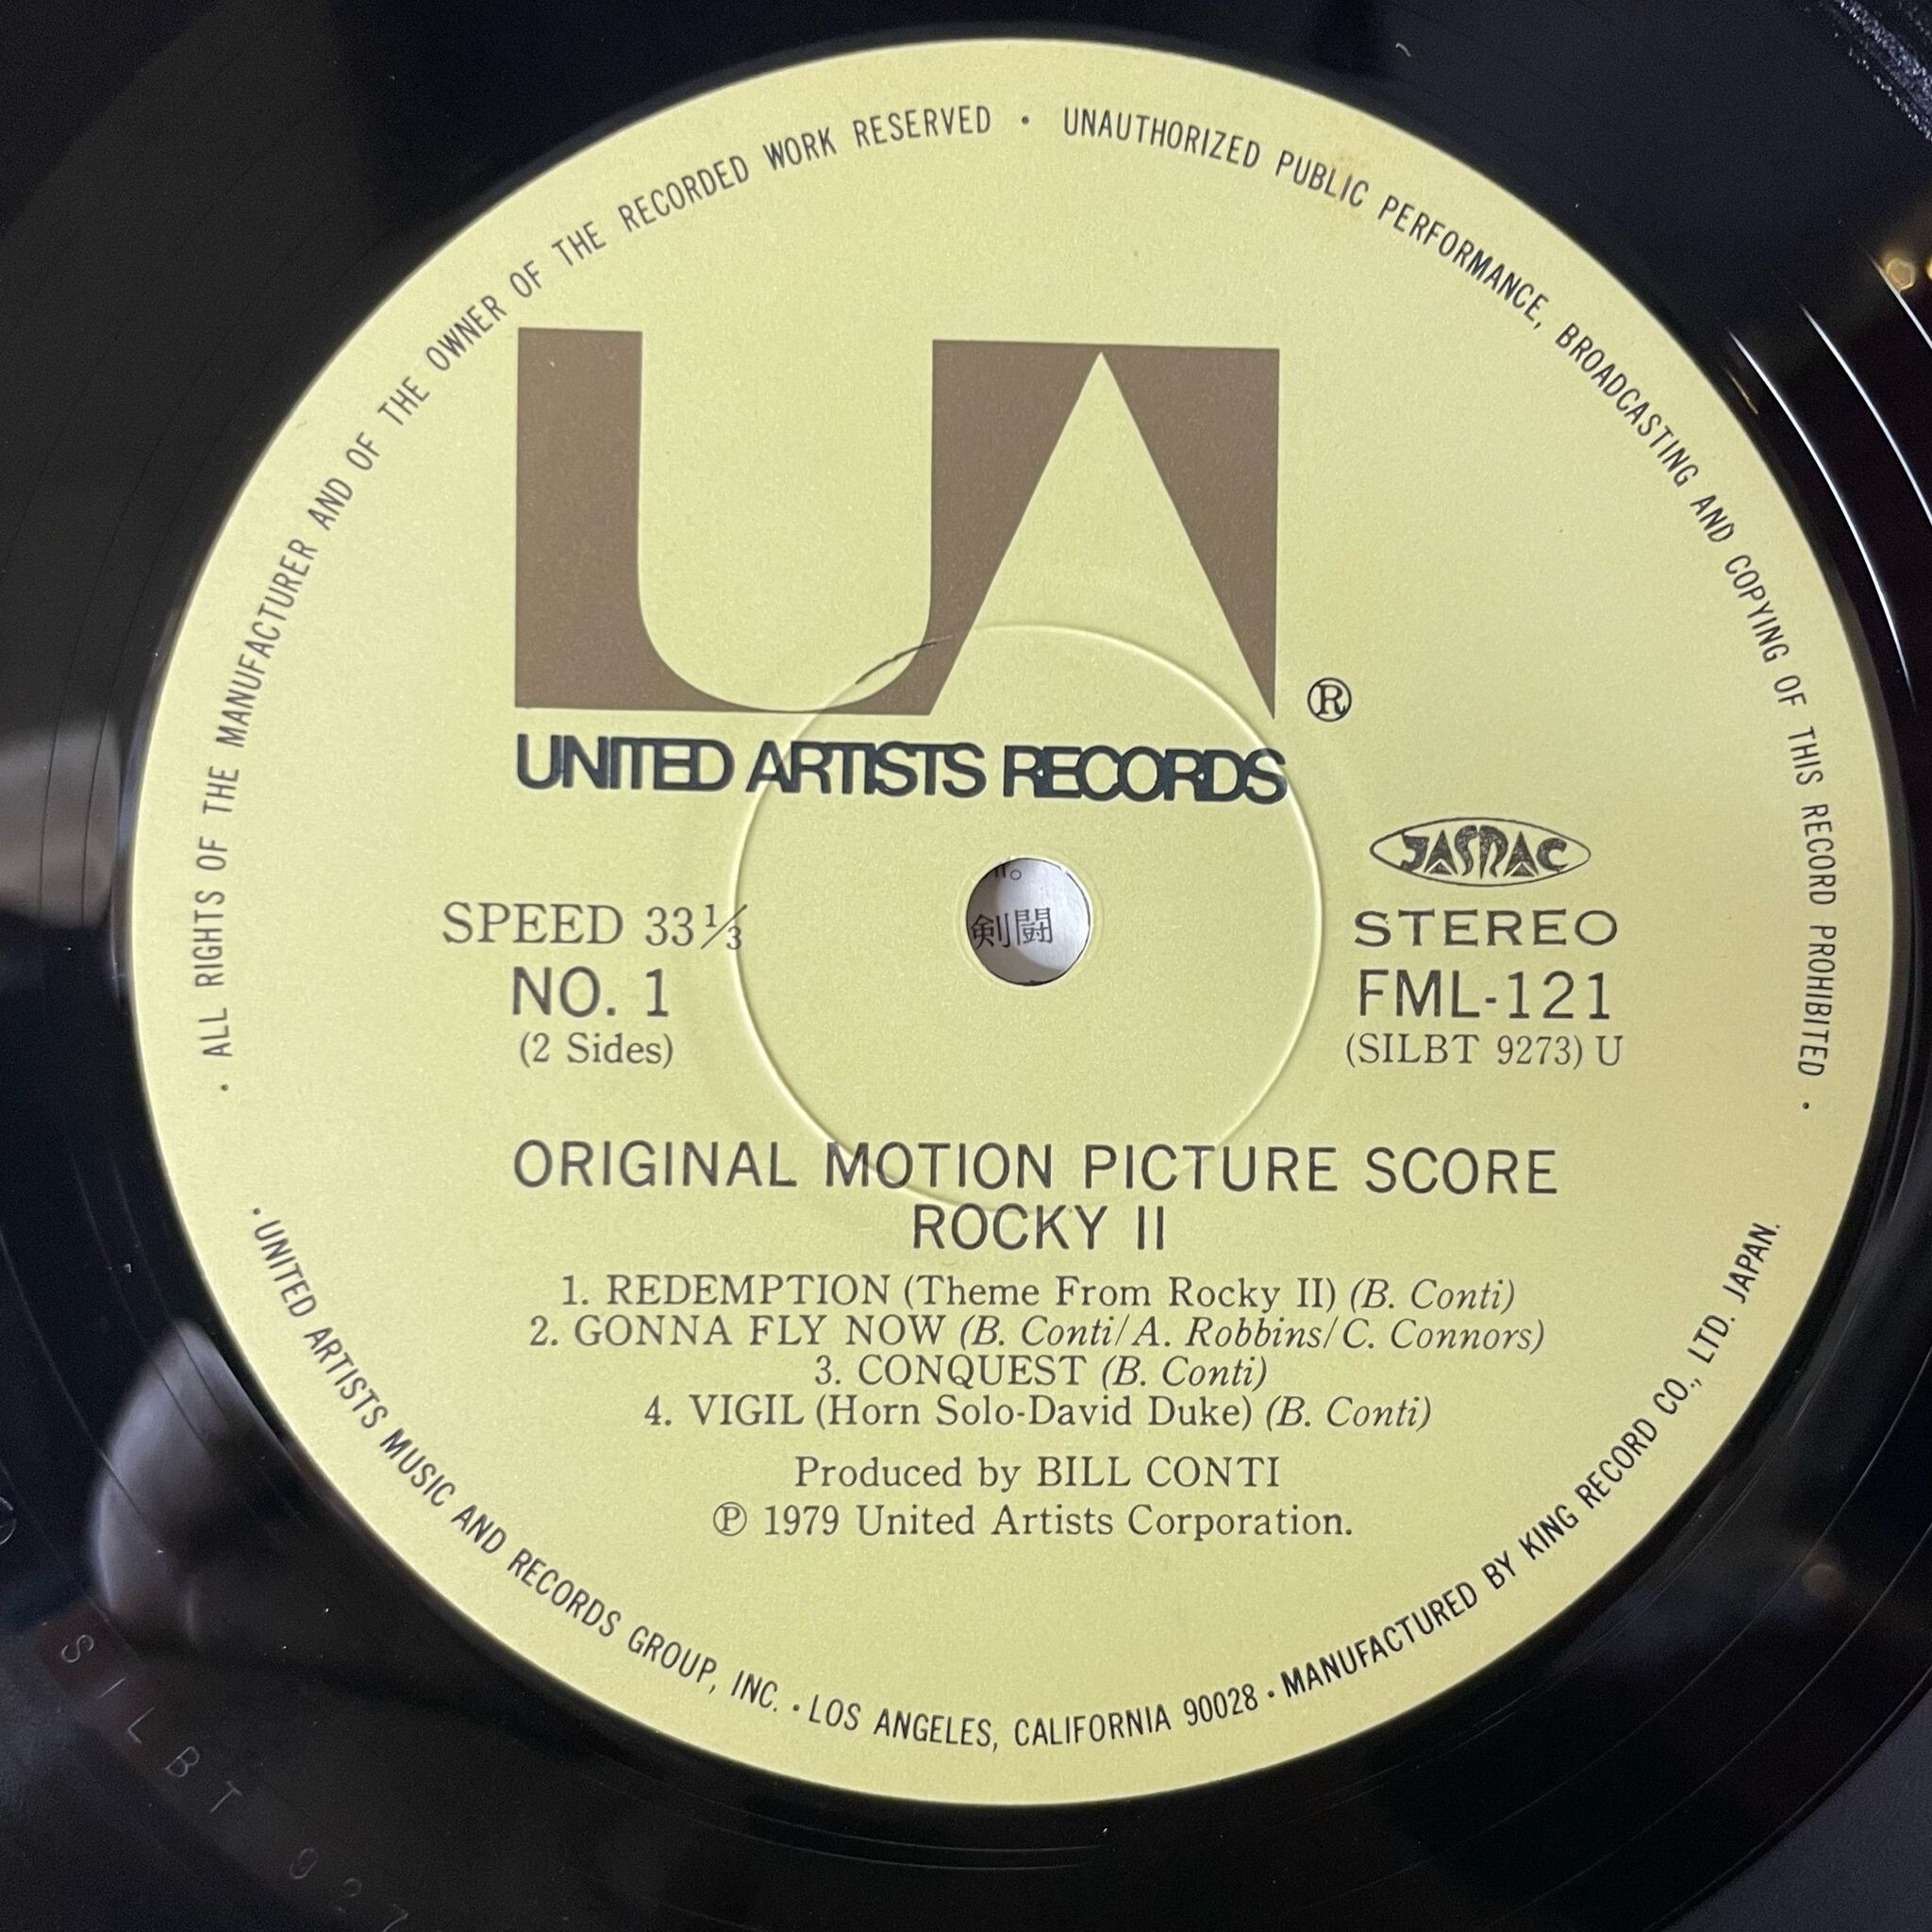 · ALL RIGHTS OF THE MANUFACTURER AND OF THE OWNER OF THE RECORDED WORK RESERVED · UNAUTHORIZED PUBLIC PERFORMANCE, BROADCASTING AND COPYING OF THIS RECORD PROHIBITED ·
UA ®
UNITED ARTISTS RECORDS
JASRAC
SPEED 33⅓
NO. 1
(2 Sides)
剣闘
STEREO
FML-121
(SILBT 9273) U
ORIGINAL MOTION PICTURE SCORE
ROCKY II
1. REDEMPTION (Theme From Rocky II) (B. Conti)
2. GONNA FLY NOW (B. Conti/A. Robbins/C. Connors)
3. CONQUEST (B. Conti)
4. VIGIL (Horn Solo-David Duke) (B. Conti)
Produced by BILL CONTI
℗ 1979 United Artists Corporation.
· UNITED ARTISTS MUSIC AND RECORDS GROUP, INC. · LOS ANGELES, CALIFORNIA 90028 · MANUFACTURED BY KING RECORD CO., LTD. JAPAN.
SILBT 927